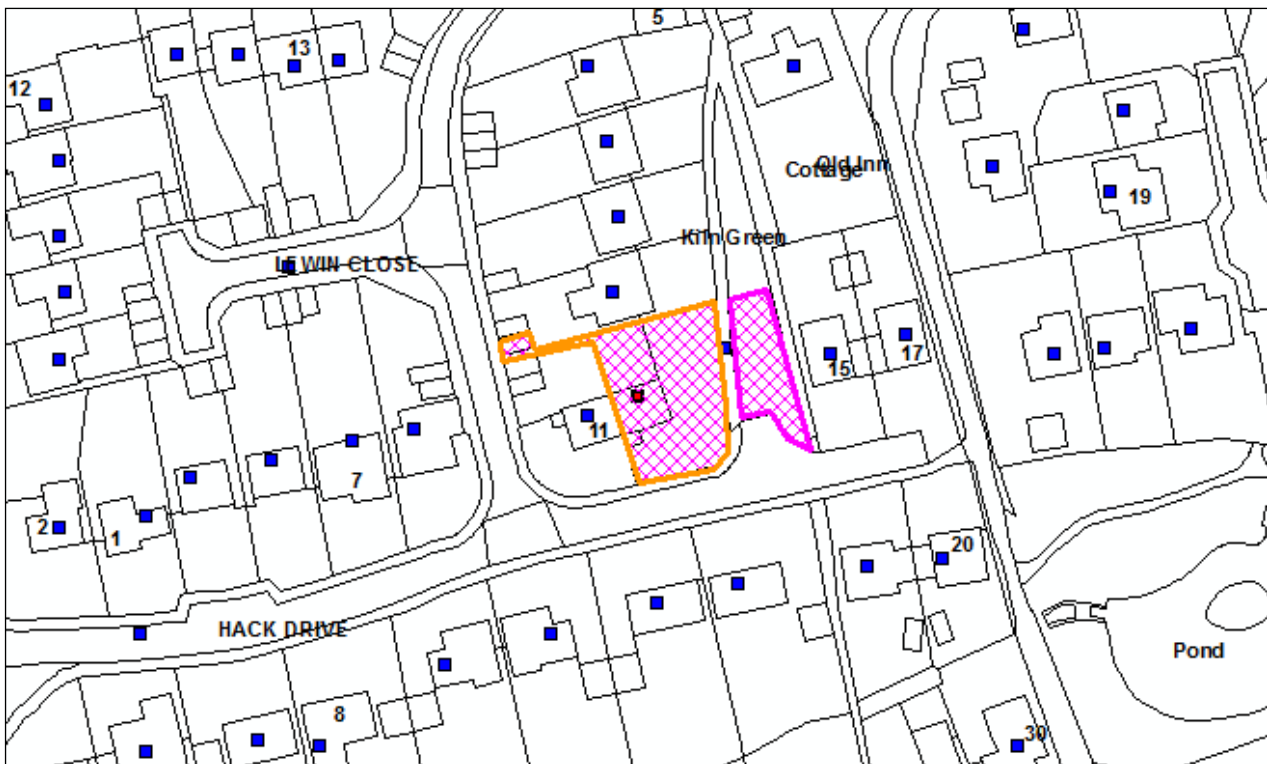 5
13
12
Old Inn
Cottage
19
Kiln Green
LEWIN CLOSE
17
15
11
7
2
1
20
HACK DRIVE
Pond
8
30